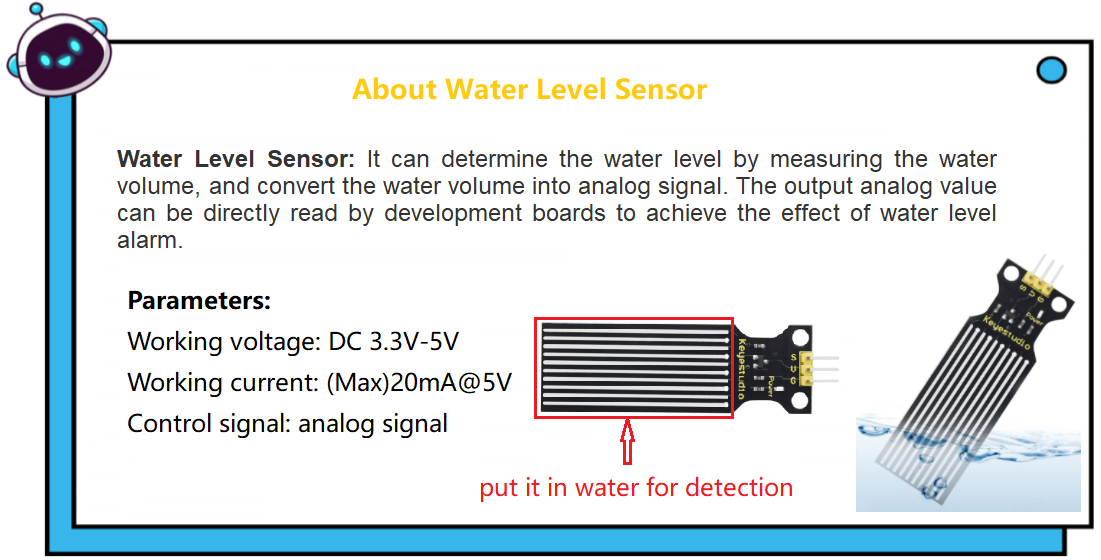 About Water Level Sensor
Water Level Sensor: It can determine the water level by measuring the water
volume, and convert the water volume into analog signal. The output analog value
can be directly read by development boards to achieve the effect of water level
alarm.
Parameters:
Working voltage: DC 3.3V-5V
Working current: (Max)20mA@5V
Control signal: analog signal
Keyestudio
Power
S
V
G
put it in water for detection
S V G
Power
Keyestudio